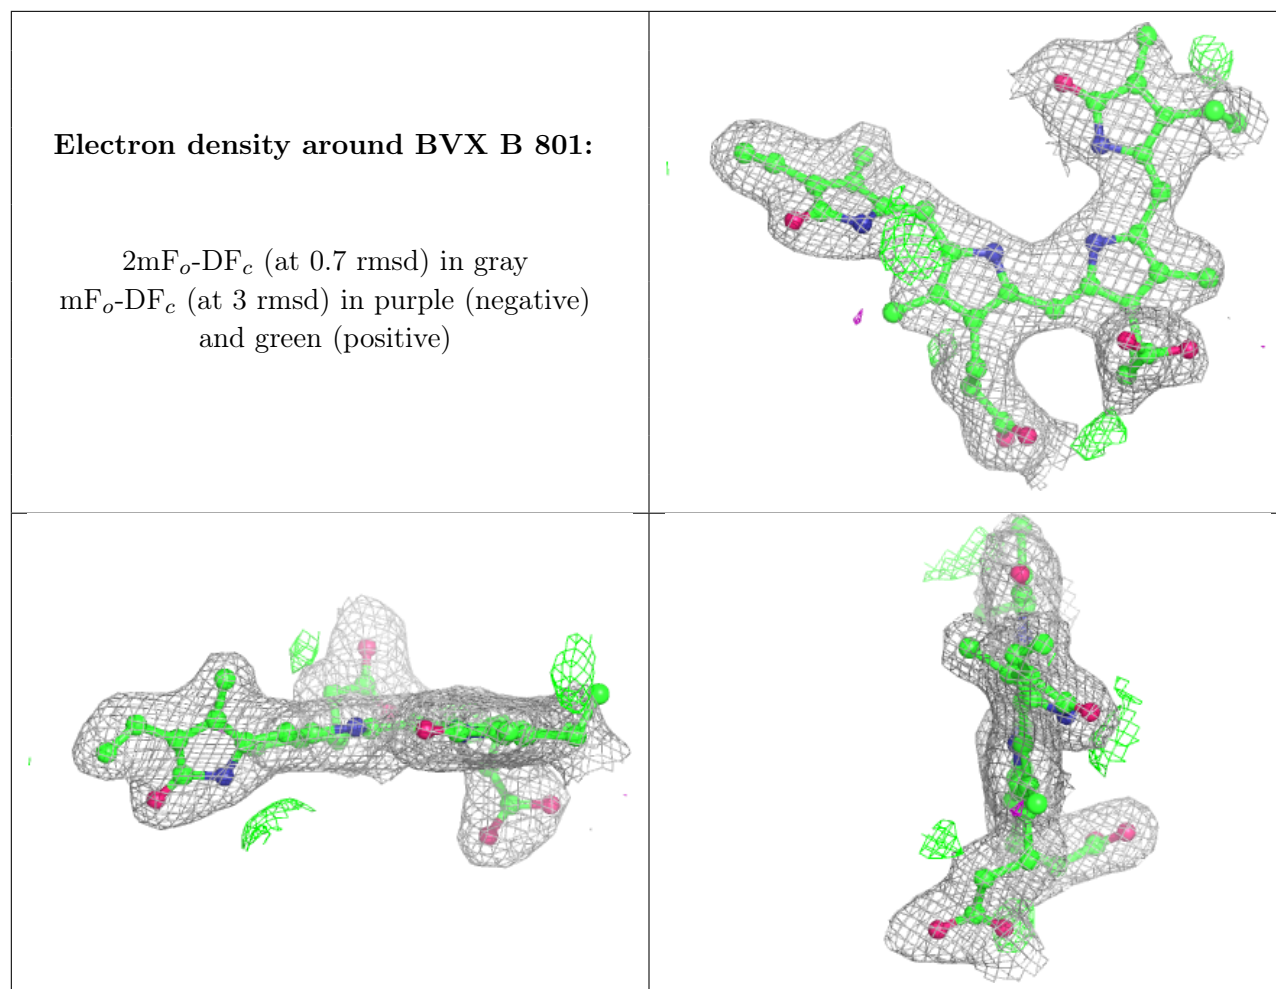 Electron density around BVX B 801:
2mFo-DFc (at 0.7 rmsd) in gray
mFo-DFc (at 3 rmsd) in purple (negative)
and green (positive)